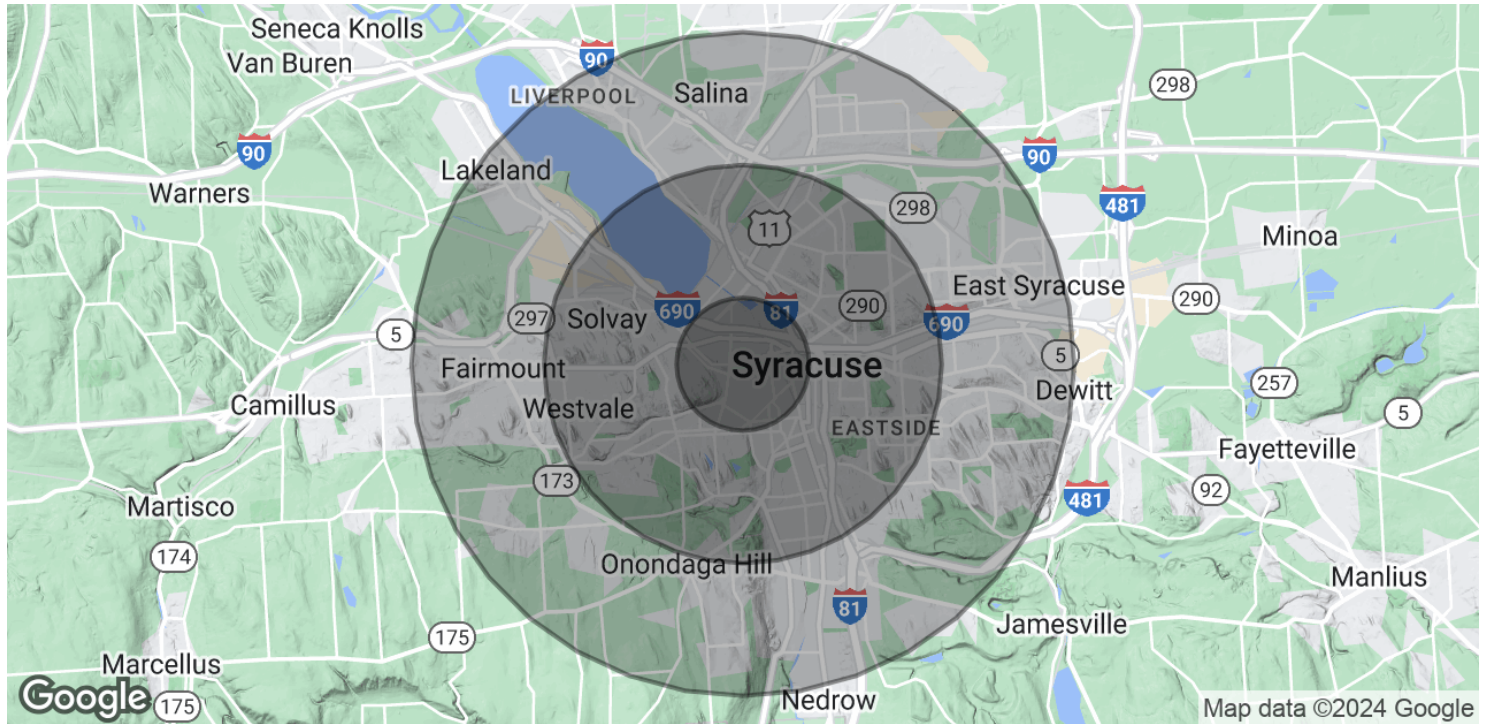 Seneca Knolls
Van Buren
90
LIVERPOOL
Salina
298
90
90
Lakeland
Warners
481
298
11
Minoa
East Syracuse
290
297
Solvay
690
81
290
690
5
5
Fairmount
Syracuse
Dewitt
257
Camillus
Westvale
EASTSIDE
5
Fayetteville
173
92
481
Martisco
174
Onondaga Hill
Manlius
81
175
Jamesville
Marcellus
Google
175
Nedrow
Map data ©2024 Google